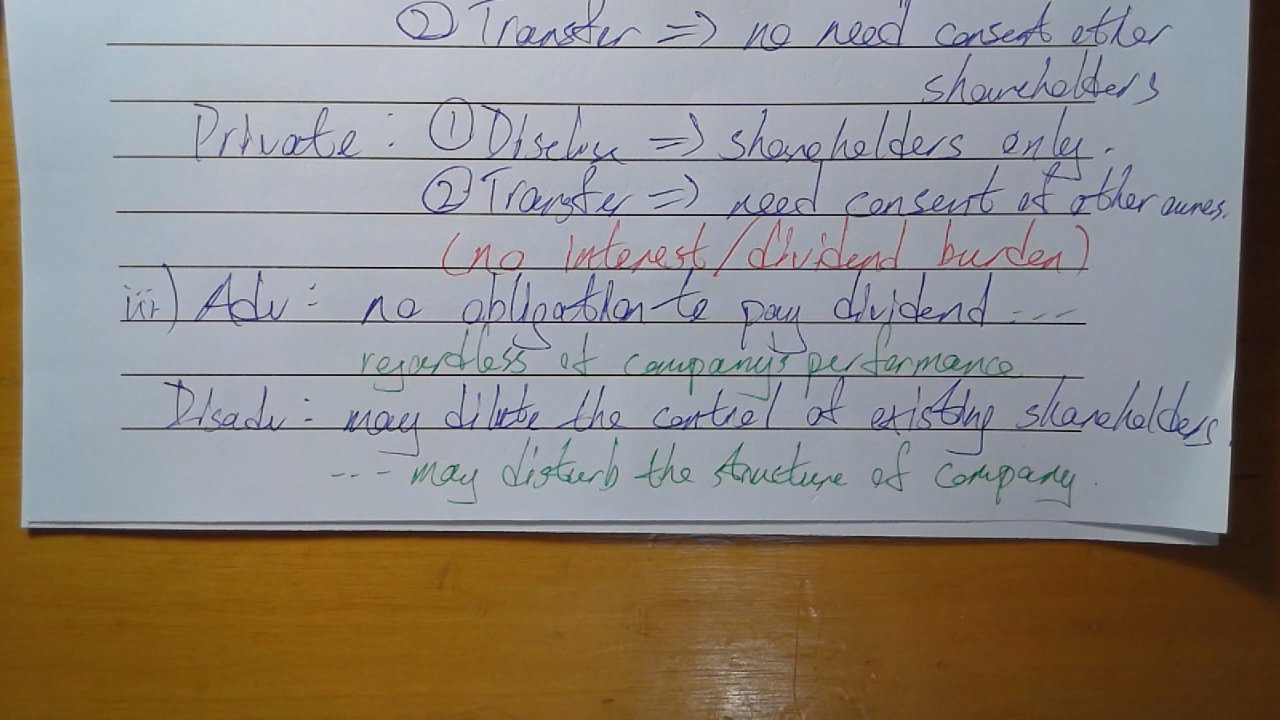 ② Transfer => no need consent other
shareholders
Private : ① Disclose => shareholders only.
② Transfer => need consent of other ownes.
(no interest/dividend burden)
iii) Adv : no obligation to pay dividend ---
regardless of company's performance
Disadv : may dilute the control of existing shareholders
--- may disturb the structure of company.